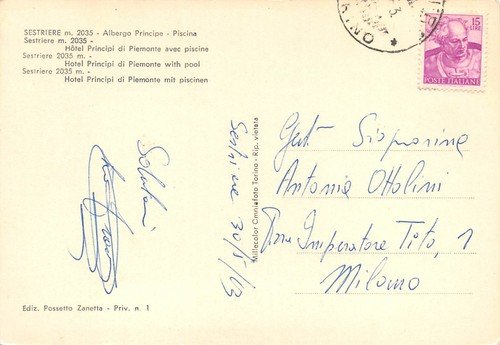 SESTRIERE m. 2035 - Albergo Principe - Piscina
Sestriere m. 2035 -
Hôtel Principi di Piemonte avec piscine
Sestriere 2035 m. -
Hotel Principi di Piemonte with pool
Sestriere 2035 m. -
Hotel Principi di Piemonte mit piscinen
15
LIRE
POSTE ITALIANE
Saluti
Sestriere 30/8/63
Millecolor Omniafoto Torino - Rip. vietata
Gent. Signorina
Antonia Ottolini
Imperatore Tito, 1
Milano
Ediz. Possetto Zanetta - Priv. n. 1